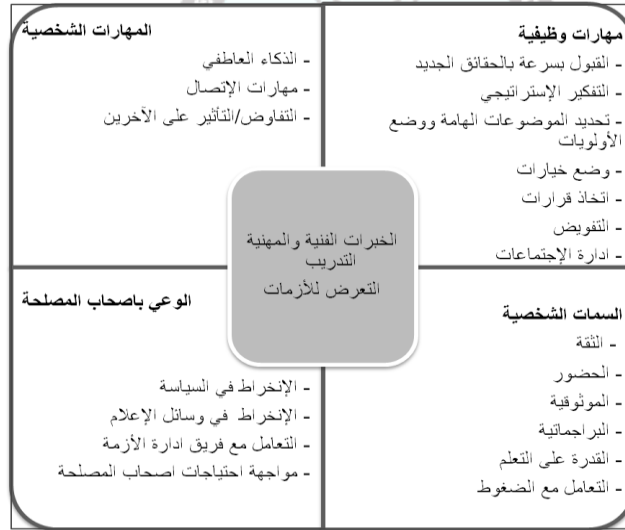 مهارات وظيفية
- القبول بسرعة بالحقائق الجديد
- التفكير الإستراتيجي
- تحديد الموضوعات الهامة ووضع
الأولويات
- وضع خيارات
- اتخاذ قرارات
- التفويض
- ادارة الإجتماعات
المهارات الشخصية
- الذكاء العاطفي
- مهارات الإتصال
- التفاوض/التأثير على الآخرين
الخبرات الفنية والمهنية
التدريب
التعرض للأزمات
السمات الشخصية
- الثقة
- الحضور
- الموثوقية
- البراجماتية
- القدرة على التعلم
- التعامل مع الضغوط
الوعي باصحاب المصلحة
- الإنخراط في السياسة
- الإنخراط في وسائل الإعلام
- التعامل مع فريق ادارة الأزمة
- مواجهة احتياجات اصحاب المصلحة